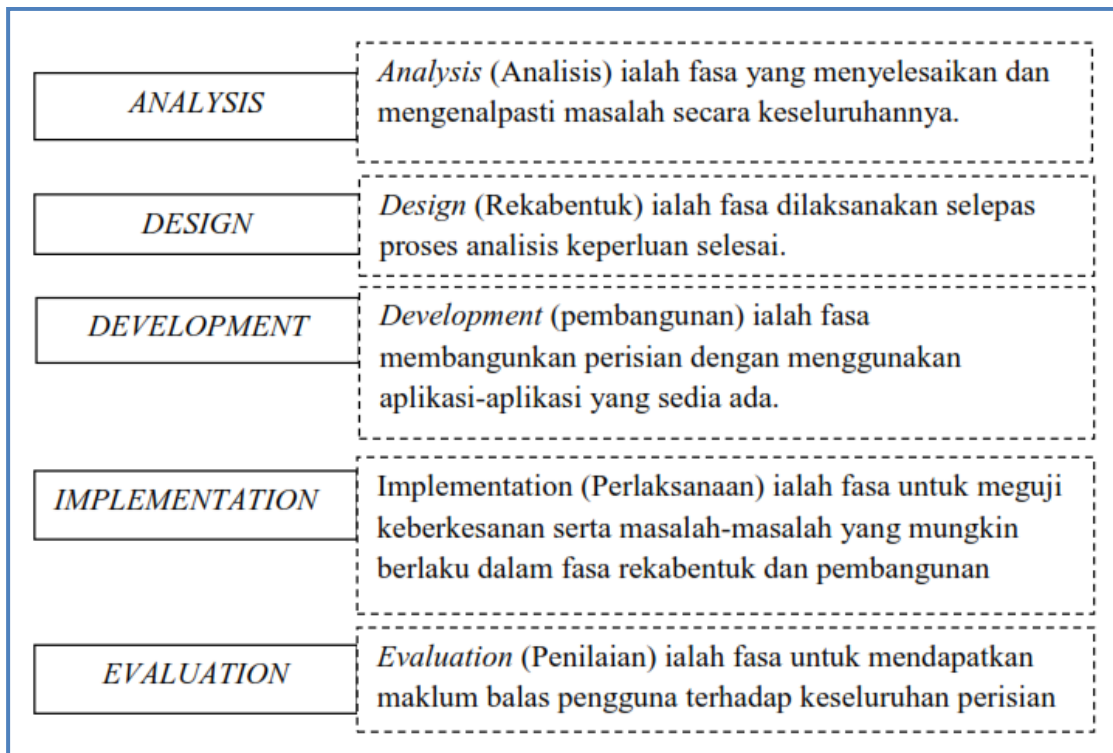 ANALYSIS
Analysis (Analisis) ialah fasa yang menyelesaikan dan
mengenalpasti masalah secara keseluruhannya.
DESIGN
Design (Rekabentuk) ialah fasa dilaksanakan selepas
proses analisis keperluan selesai.
DEVELOPMENT
Development (pembangunan) ialah fasa
membangunkan perisian dengan menggunakan
aplikasi-aplikasi yang sedia ada.
IMPLEMENTATION
Implementation (Perlaksanaan) ialah fasa untuk meguji
keberkesanan serta masalah-masalah yang mungkin
berlaku dalam fasa rekabentuk dan pembangunan
EVALUATION
Evaluation (Penilaian) ialah fasa untuk mendapatkan
maklum balas pengguna terhadap keseluruhan perisian